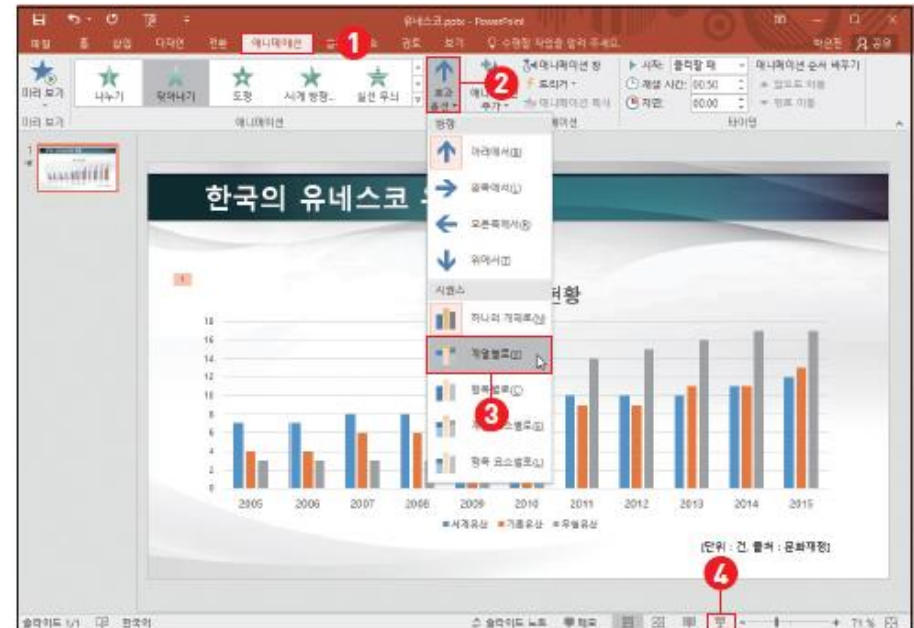 유네스코.pptx - PowerPoint
파일 홈 삽입 디자인 전환 애니메이션 검토 보기 수행할 작업을 알려 주세요. 공유
1
2
미리 보기
나누기 닦아내기 도형 시계 방향.. 실선 무늬
효과 옵션
추가
애니메이션 창
트리거
애니메이션 복사
시작: 클릭할 때
재생 시간: 00.50
지연: 00.00
애니메이션 순서 바꾸기
앞으로 이동
뒤로 이동
미리 보기 애니메이션 타이밍
방향
아래에서(B)
왼쪽에서(L)
오른쪽에서(R)
위에서(T)
시퀀스
하나의 개체로(N)
계열별로(E)
항목별로(C)
3
항목 요소별로(L)
1
한국의 유네스코
1
현황
18
16
14
12
10
8
6
4
2
0
2005 2006 2007 2008 2009 2010 2011 2012 2013 2014 2015
세계유산 기록유산 무형유산
[단위 : 건, 출처 : 문화재청]
4
슬라이드 1/1 한국어 슬라이드 노트 메모 71 %